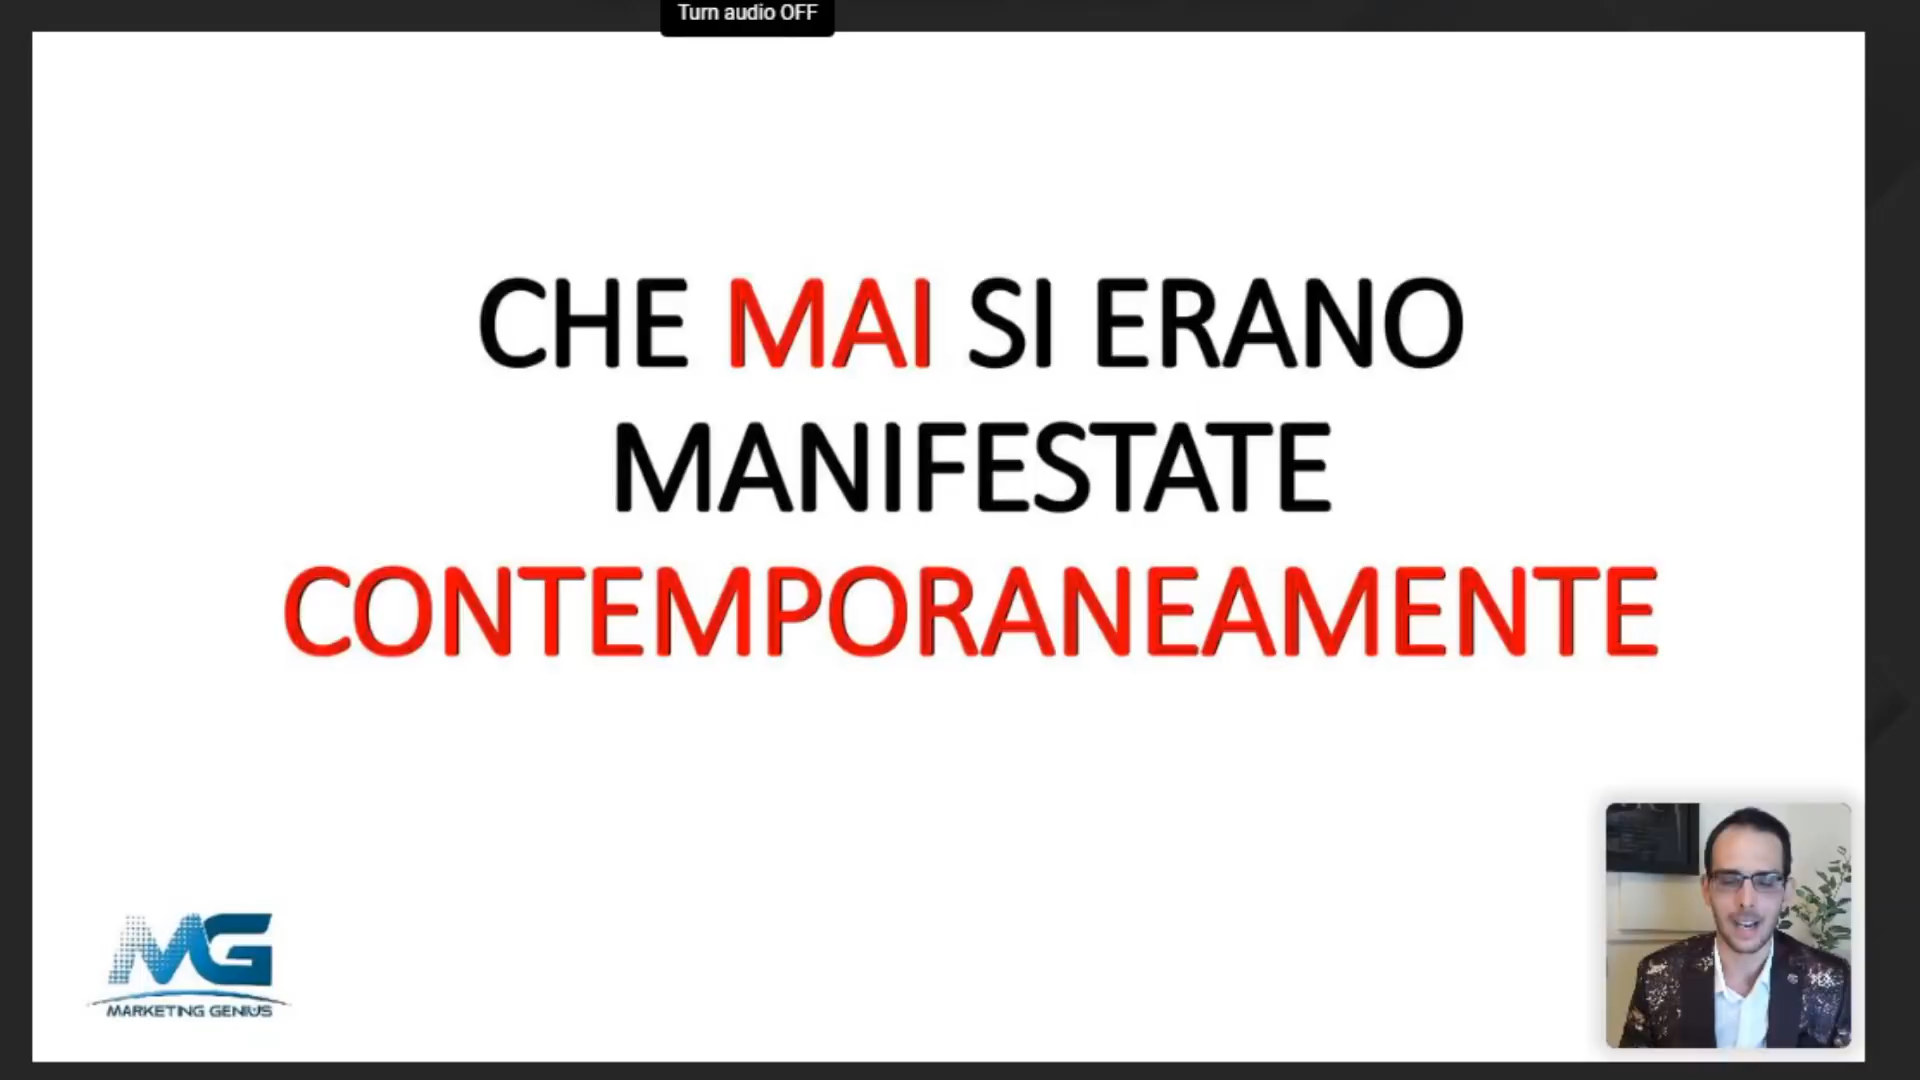 Turn audio OFF
CHE MAI SI ERANO
MANIFESTATE
CONTEMPORANEAMENTE
MG
MARKETING GENIUS